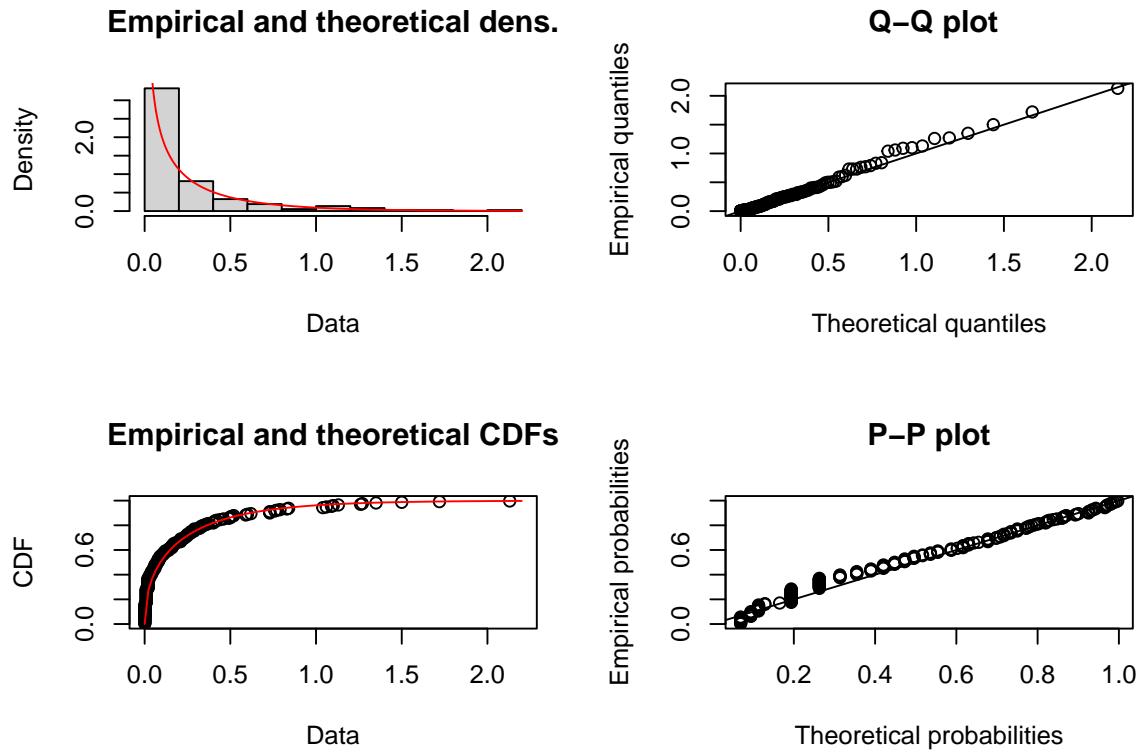 Empirical and theoretical dens.
Density
0.0 2.0
0.0 0.5 1.0 1.5 2.0
Data
Q−Q plot
Empirical quantiles
0.0 1.0 2.0
0.0 0.5 1.0 1.5 2.0
Theoretical quantiles
Empirical and theoretical CDFs
CDF
0.0 0.6
0.0 0.5 1.0 1.5 2.0
Data
P−P plot
Empirical probabilities
0.0 0.6
0.2 0.4 0.6 0.8 1.0
Theoretical probabilities